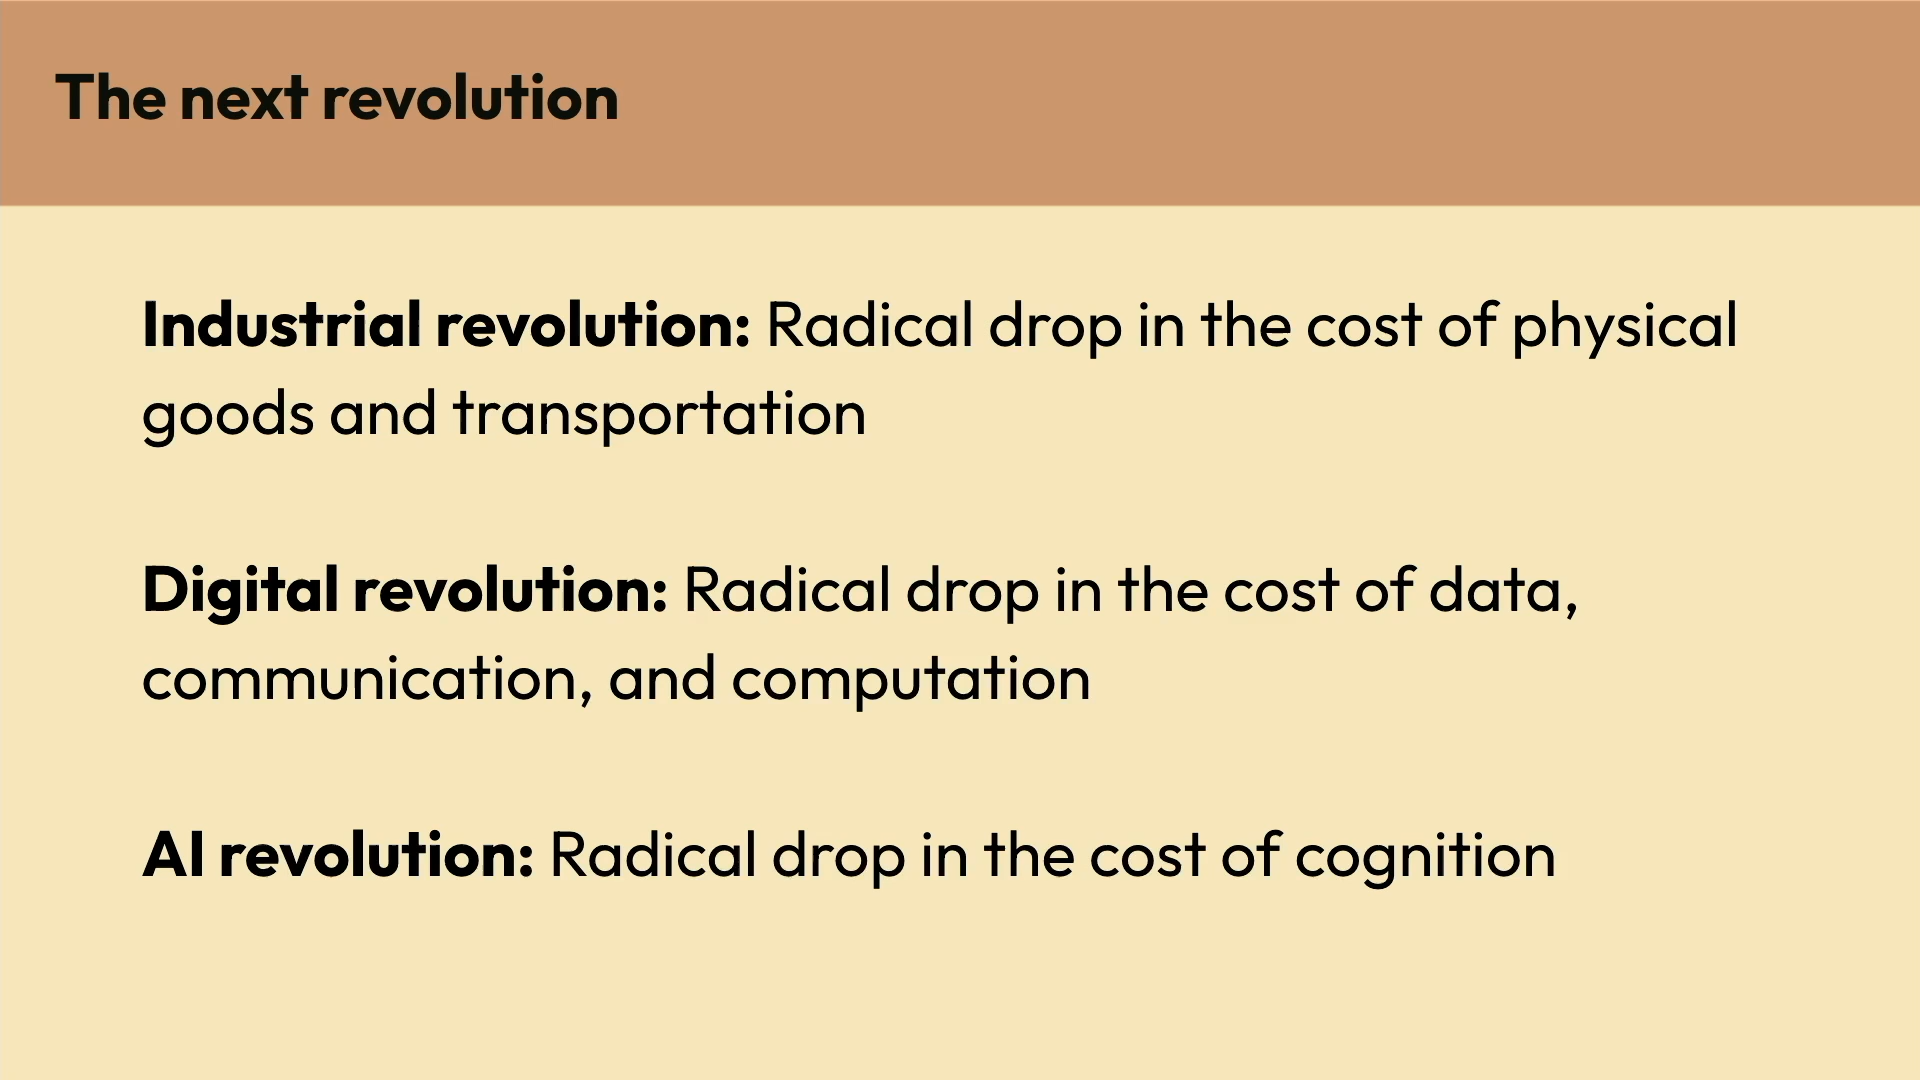 The next revolution
Industrial revolution: Radical drop in the cost of physical
goods and transportation
Digital revolution: Radical drop in the cost of data,
communication, and computation
AI revolution: Radical drop in the cost of cognition